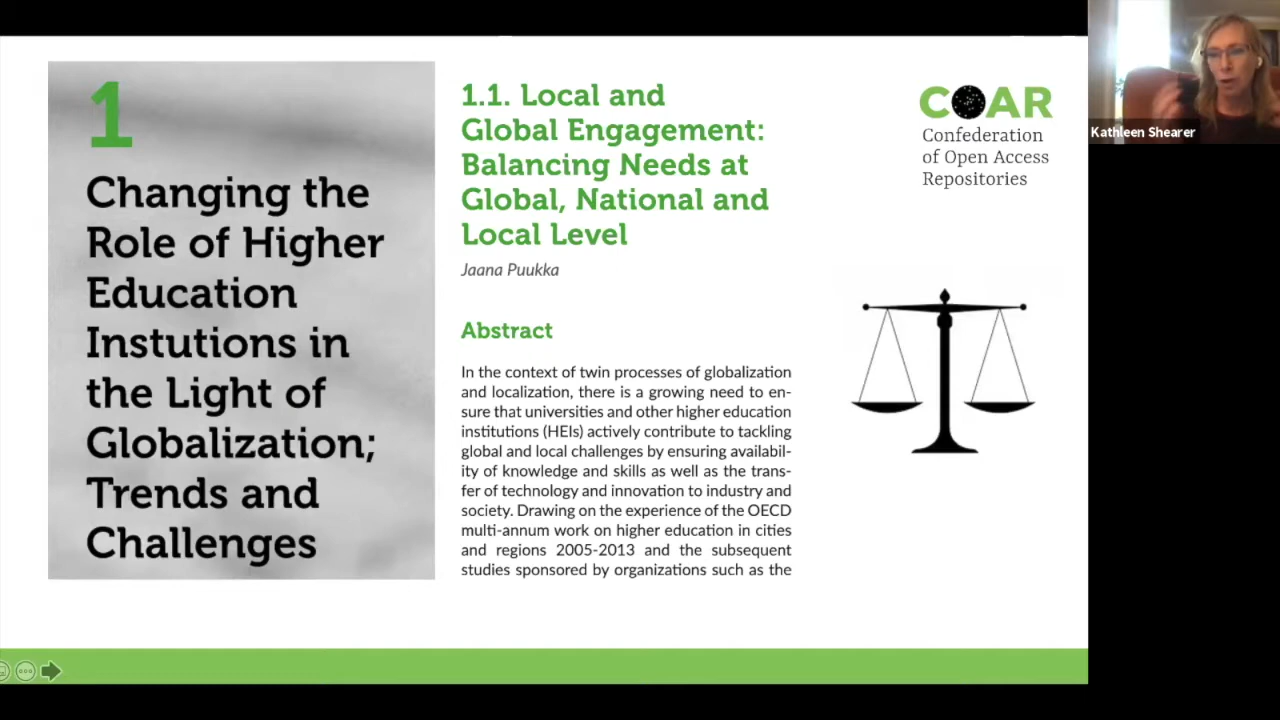 1
Changing the
Role of Higher
Education
Instutions in
the Light of
Globalization;
Trends and
Challenges
1.1. Local and
Global Engagement:
Balancing Needs at
Global, National and
Local Level
Jaana Puukka
Abstract
In the context of twin processes of globalization
and localization, there is a growing need to en-
sure that universities and other higher education
institutions (HEIs) actively contribute to tackling
global and local challenges by ensuring availabil-
ity of knowledge and skills as well as the trans-
fer of technology and innovation to industry and
society. Drawing on the experience of the OECD
multi-annum work on higher education in cities
and regions 2005-2013 and the subsequent
studies sponsored by organizations such as the
COAR
Confederation
of Open Access
Repositories
Kathleen Shearer